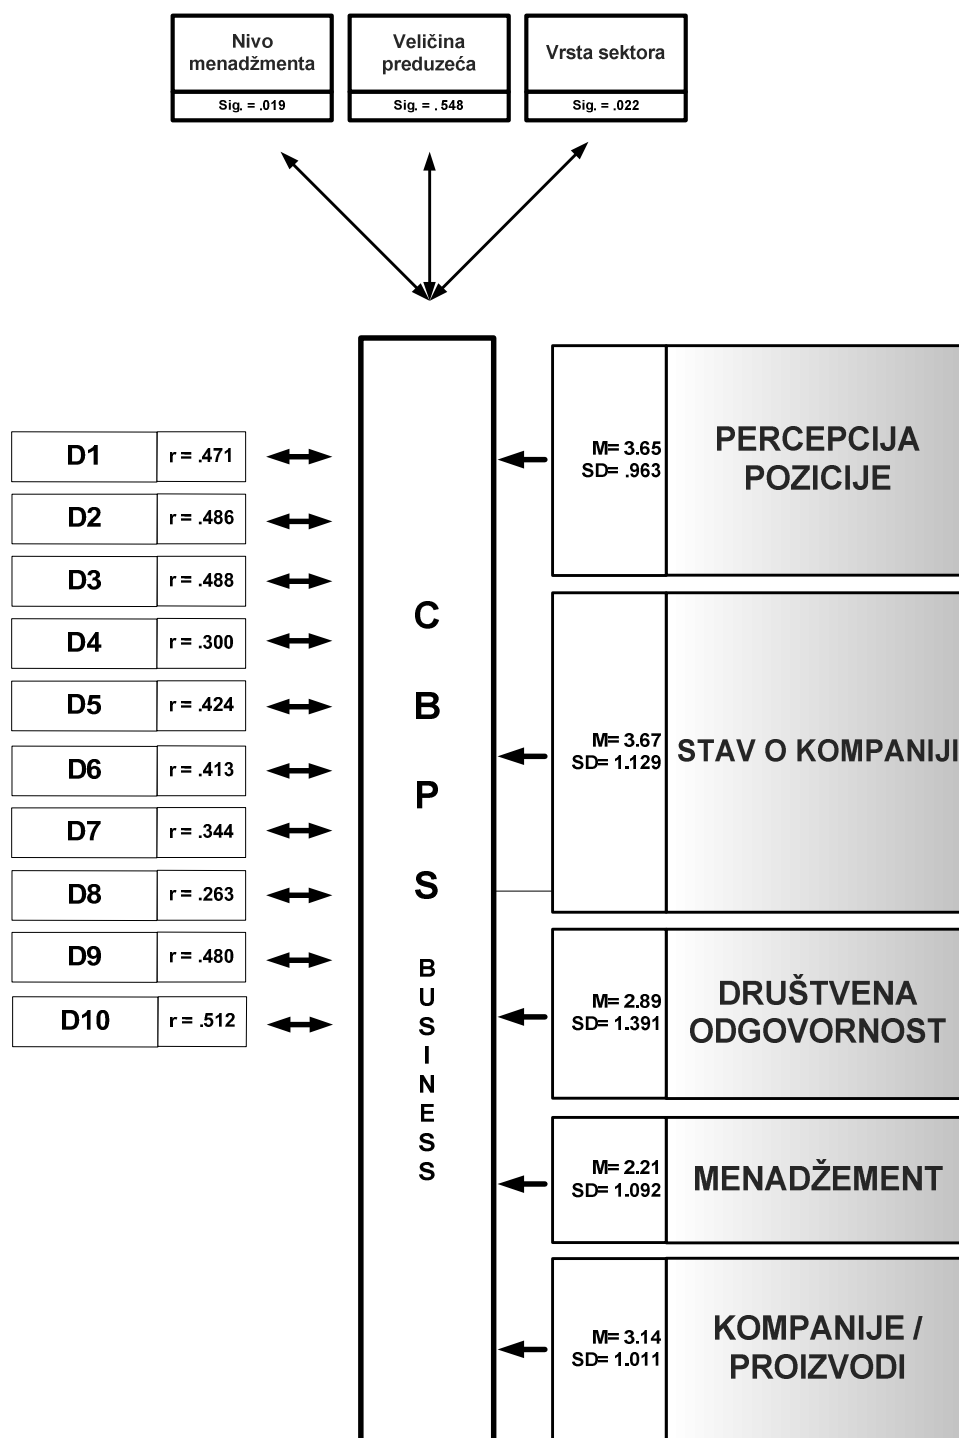 Nivo
menadžmenta
Sig. = .019
Veličina
preduzeća
Sig. = . 548
Vrsta sektora
Sig. = .022
D1
r = .471
D2
r = .486
D3
r = .488
D4
r = .300
D5
r = .424
D6
r = .413
D7
r = .344
D8
r = .263
D9
r = .480
D10
r = .512
C
B
P
S
B
U
S
I
N
E
S
S
M= 3.65
SD= .963
PERCEPCIJA
POZICIJE
M= 3.67
SD= 1.129
STAV O KOMPANIJI
M= 2.89
SD= 1.391
DRUŠTVENA
ODGOVORNOST
M= 2.21
SD= 1.092
MENADŽEMENT
M= 3.14
SD= 1.011
KOMPANIJE /
PROIZVODI